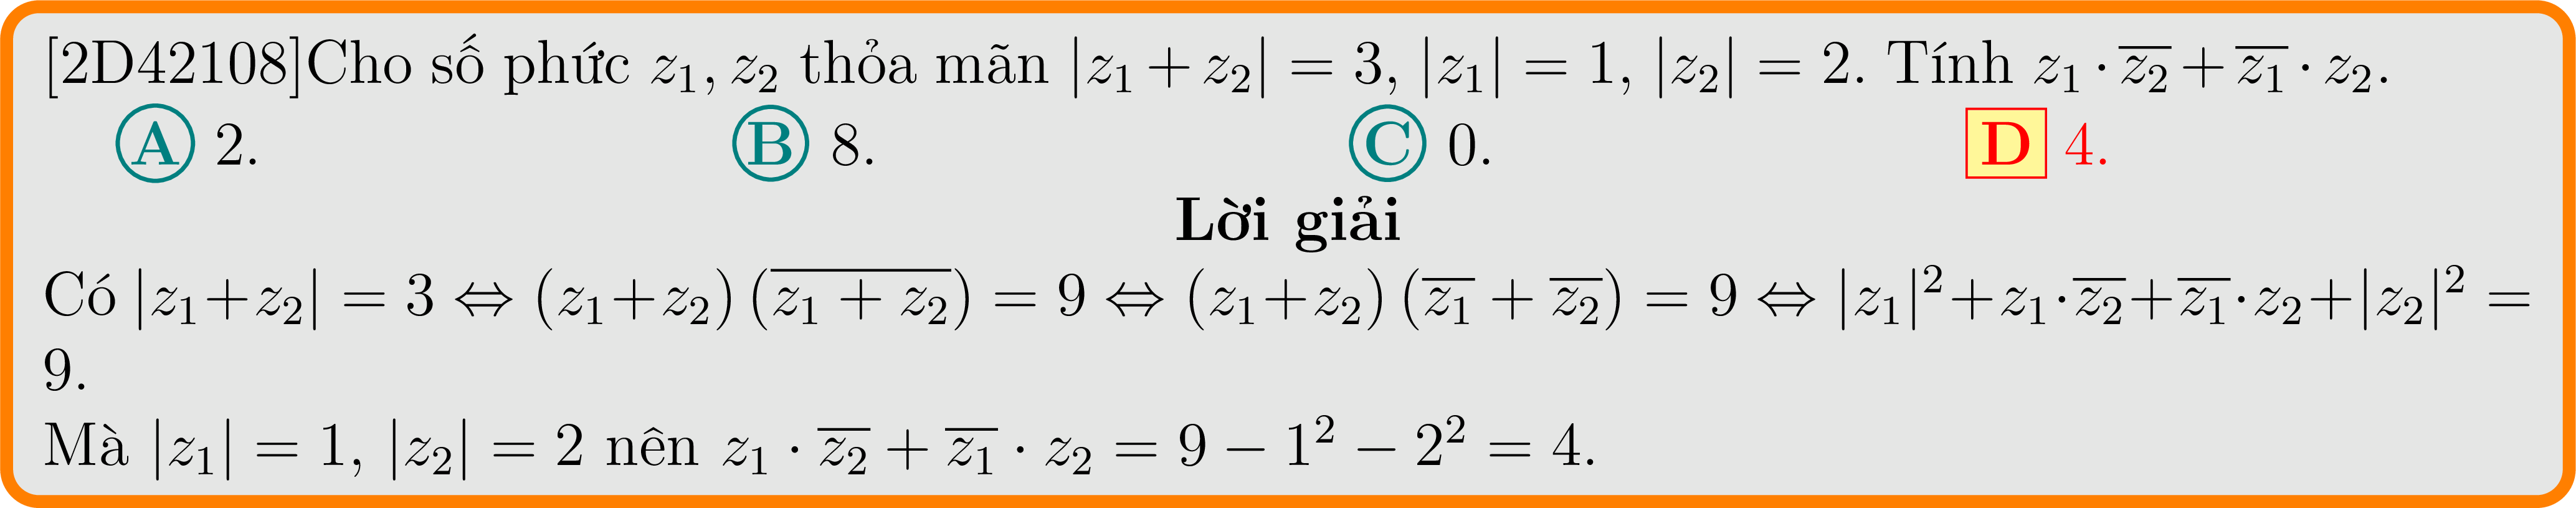 [2D42108]Cho số phức $z_1, z_2$ thỏa mãn $|z_1 + z_2| = 3$, $|z_1| = 1$, $|z_2| = 2$. Tính $z_1 \cdot \overline{z_2} + \overline{z_1} \cdot z_2$.
A 2. B 8. C 0. D 4.
Lời giải
Có $|z_1 + z_2| = 3 \Leftrightarrow (z_1 + z_2)(\overline{z_1 + z_2}) = 9 \Leftrightarrow (z_1 + z_2)(\overline{z_1} + \overline{z_2}) = 9 \Leftrightarrow |z_1|^2 + z_1 \cdot \overline{z_2} + \overline{z_1} \cdot z_2 + |z_2|^2 =$
9.
Mà $|z_1| = 1$, $|z_2| = 2$ nên $z_1 \cdot \overline{z_2} + \overline{z_1} \cdot z_2 = 9 - 1^2 - 2^2 = 4$.